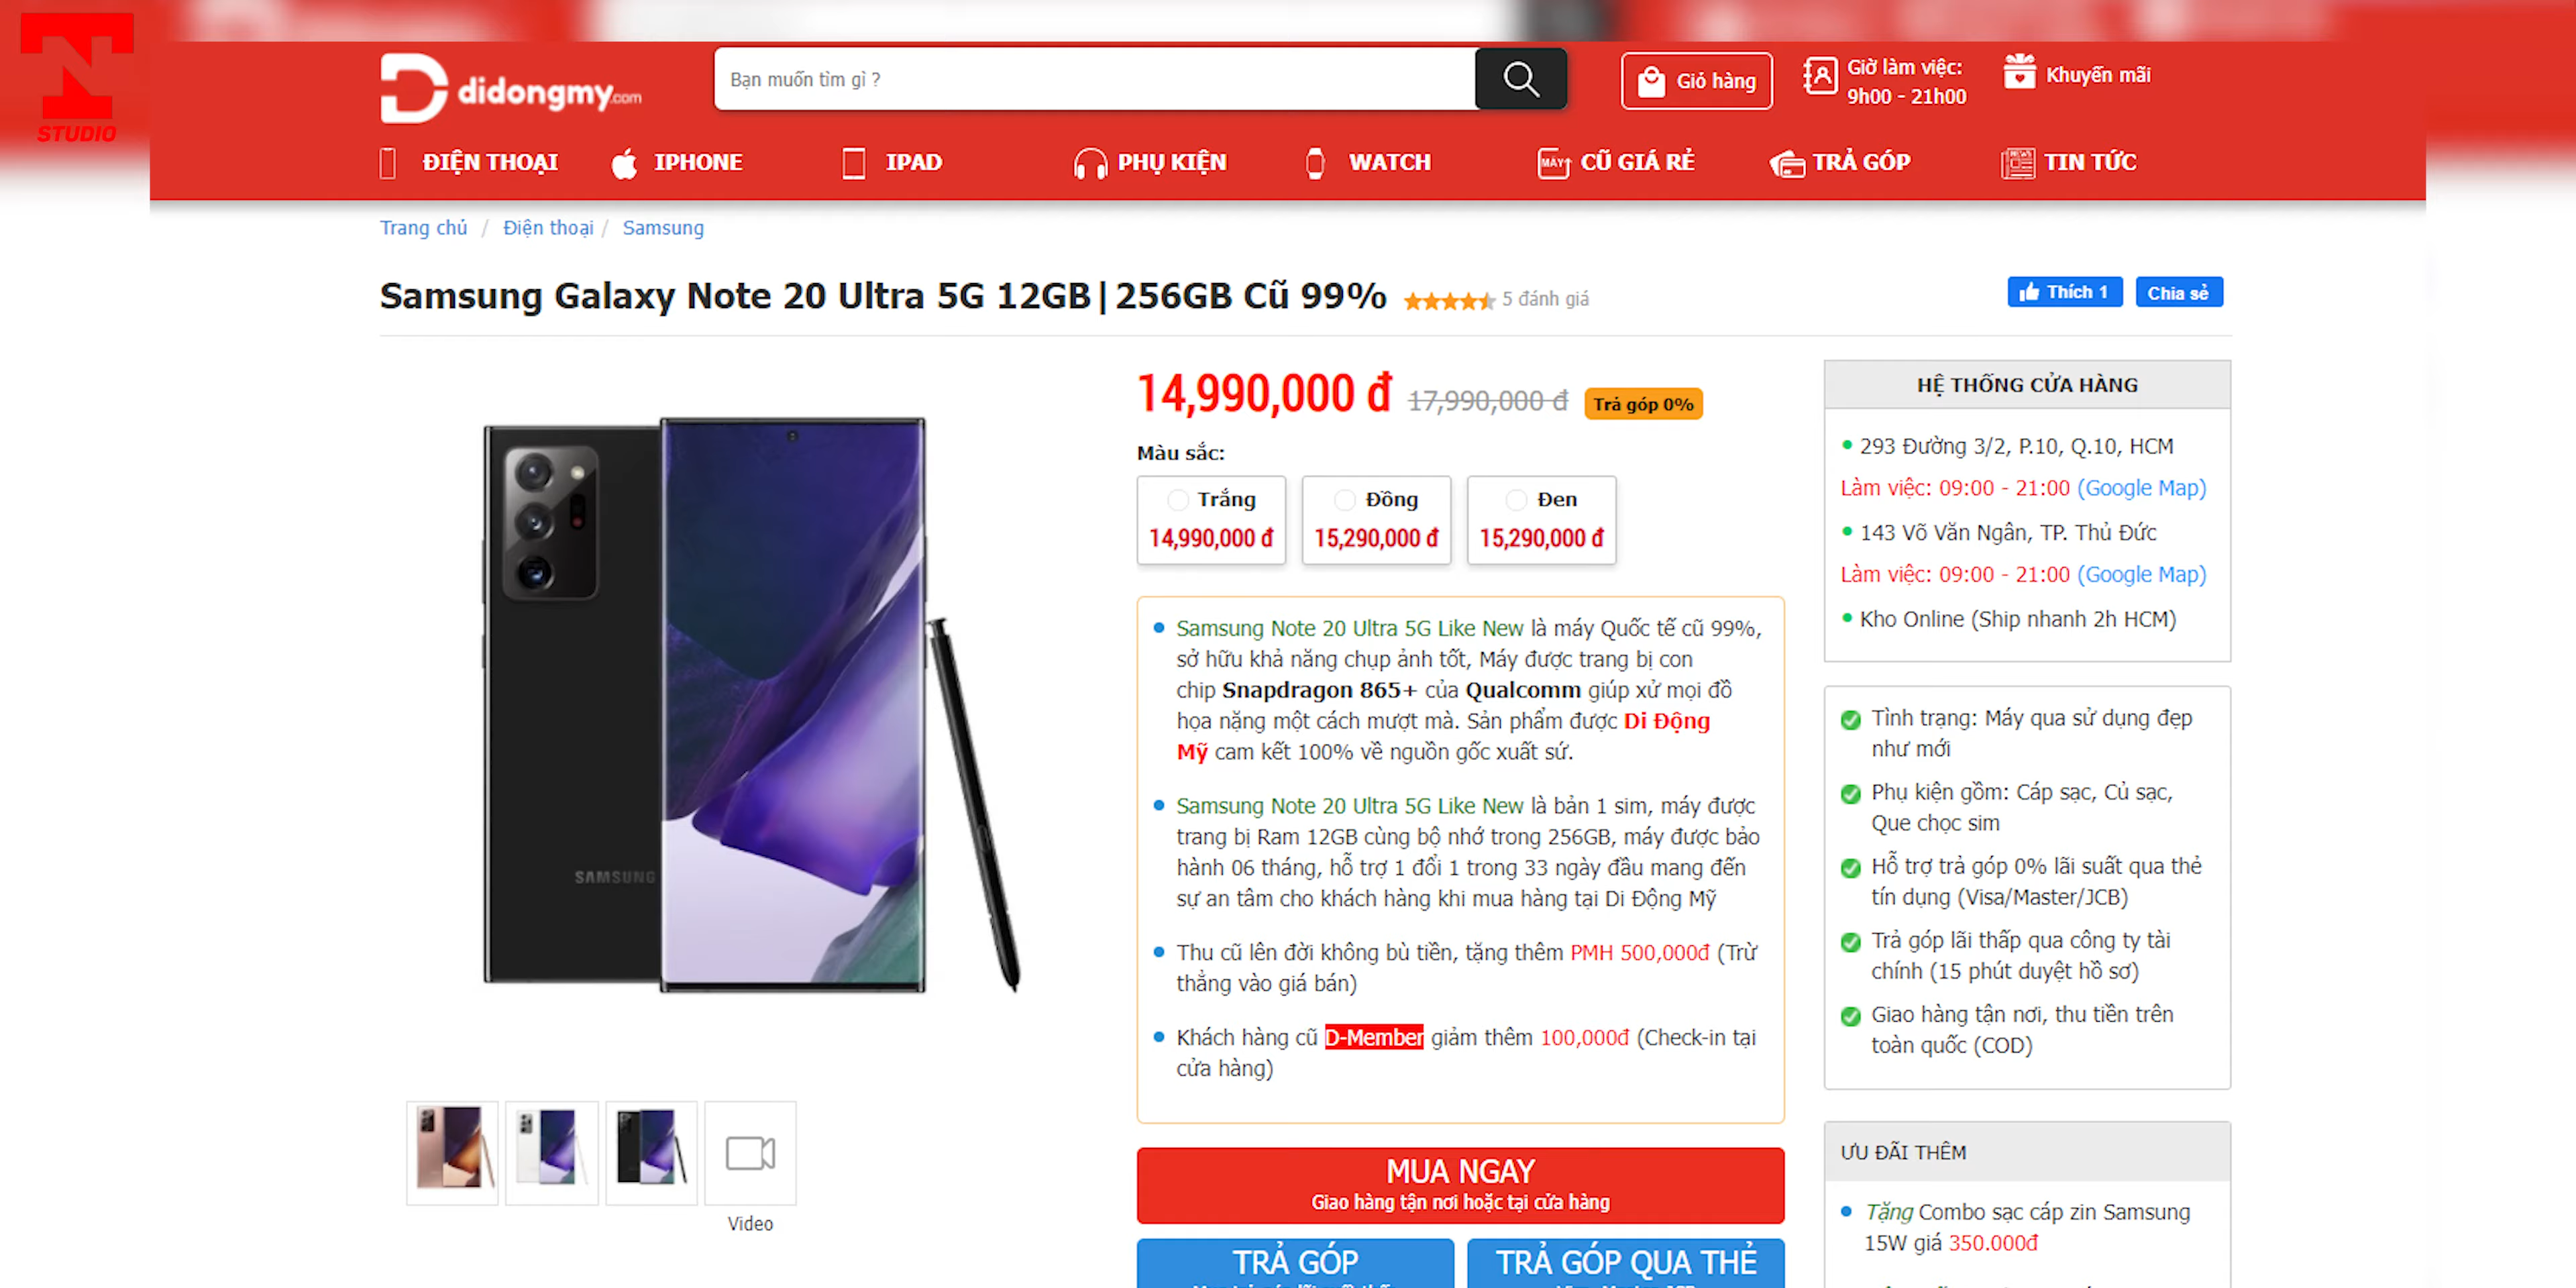 TN
STUDIO
didongmy.com
Bạn muốn tìm gì ?
Giỏ hàng
Giờ làm việc:
9h00 - 21h00
Khuyến mãi
ĐIỆN THOẠI
IPHONE
IPAD
PHỤ KIỆN
WATCH
MÁY CŨ GIÁ RẺ
TRẢ GÓP
TIN TỨC
Trang chủ / Điện thoại / Samsung
Samsung Galaxy Note 20 Ultra 5G 12GB|256GB Cũ 99%
5 đánh giá
Thích 1
Chia sẻ
14,990,000 đ 17,990,000 đ Trả góp 0%
Màu sắc:
Trắng
14,990,000 đ
Đồng
15,290,000 đ
Đen
15,290,000 đ
SAMSUNG
Video
Samsung Note 20 Ultra 5G Like New là máy Quốc tế cũ 99%,
sở hữu khả năng chụp ảnh tốt, Máy được trang bị con
chip Snapdragon 865+ của Qualcomm giúp xử mọi đồ
họa nặng một cách mượt mà. Sản phẩm được Di Động
Mỹ cam kết 100% về nguồn gốc xuất sứ.
Samsung Note 20 Ultra 5G Like New là bản 1 sim, máy được
trang bị Ram 12GB cùng bộ nhớ trong 256GB, máy được bảo
hành 06 tháng, hỗ trợ 1 đổi 1 trong 33 ngày đầu mang đến
sự an tâm cho khách hàng khi mua hàng tại Di Động Mỹ
Thu cũ lên đời không bù tiền, tặng thêm PMH 500,000đ (Trừ
thẳng vào giá bán)
Khách hàng cũ D-Member giảm thêm 100,000đ (Check-in tại
cửa hàng)
MUA NGAY
Giao hàng tận nơi hoặc tại cửa hàng
TRẢ GÓP
TRẢ GÓP QUA THẺ
HỆ THỐNG CỬA HÀNG
293 Đường 3/2, P.10, Q.10, HCM
Làm việc: 09:00 - 21:00 (Google Map)
143 Võ Văn Ngân, TP. Thủ Đức
Làm việc: 09:00 - 21:00 (Google Map)
Kho Online (Ship nhanh 2h HCM)
Tình trạng: Máy qua sử dụng đẹp
như mới
Phụ kiện gồm: Cáp sạc, Củ sạc,
Que chọc sim
Hỗ trợ trả góp 0% lãi suất qua thẻ
tín dụng (Visa/Master/JCB)
Trả góp lãi thấp qua công ty tài
chính (15 phút duyệt hồ sơ)
Giao hàng tận nơi, thu tiền trên
toàn quốc (COD)
ƯU ĐÃI THÊM
Tặng Combo sạc cáp zin Samsung
15W giá 350.000đ